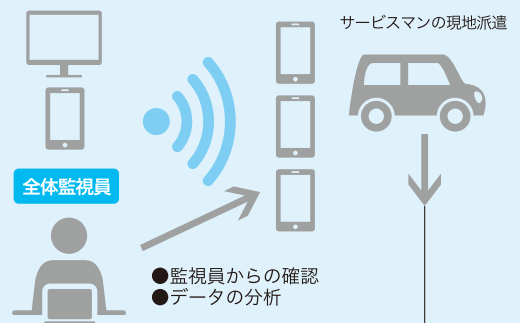 サービスマンの現地派遣
全体監視員
●監視員からの確認
●データの分析